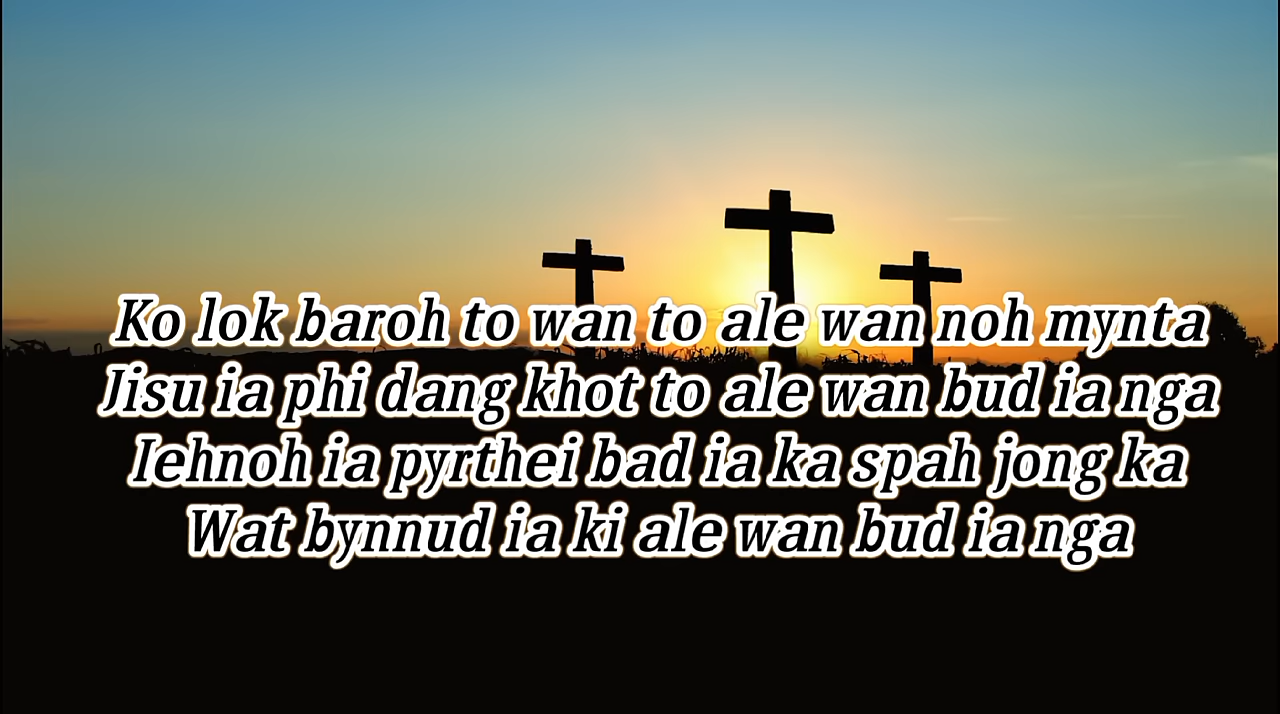 Ko lok baroh to wan to ale wan noh mynta
Jisu ia phi dang khot to ale wan bud ia nga
Iehnoh ia pyrthei bad ia ka spah jong ka
Wat bynnud ia ki ale wan bud ia nga